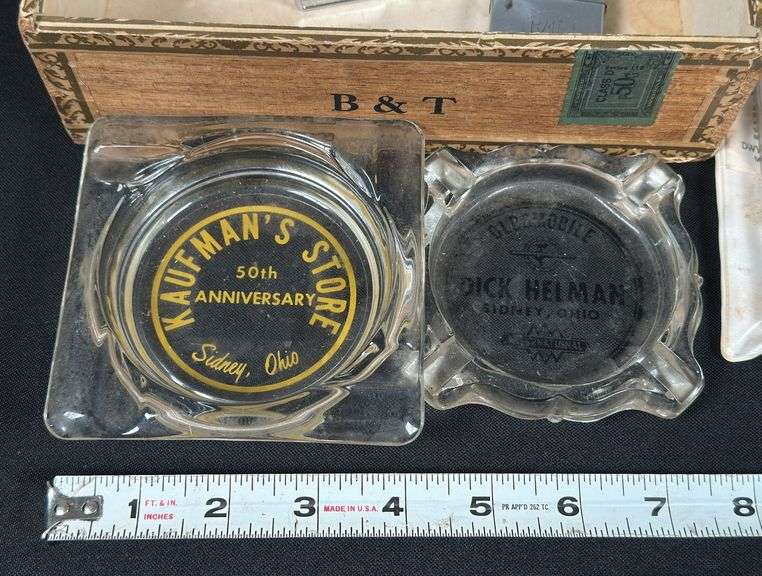 B & T
50
KAUFMAN'S STORE
50th
ANNIVERSARY
Sidney, Ohio
OLDSMOBILE
DICK HELMAN
SIDNEY, OHIO
1 FT. & IN. 2 3 MADE IN U.S.A. 4 5 PR APP'D 262 TC 6 7 8
INCHES